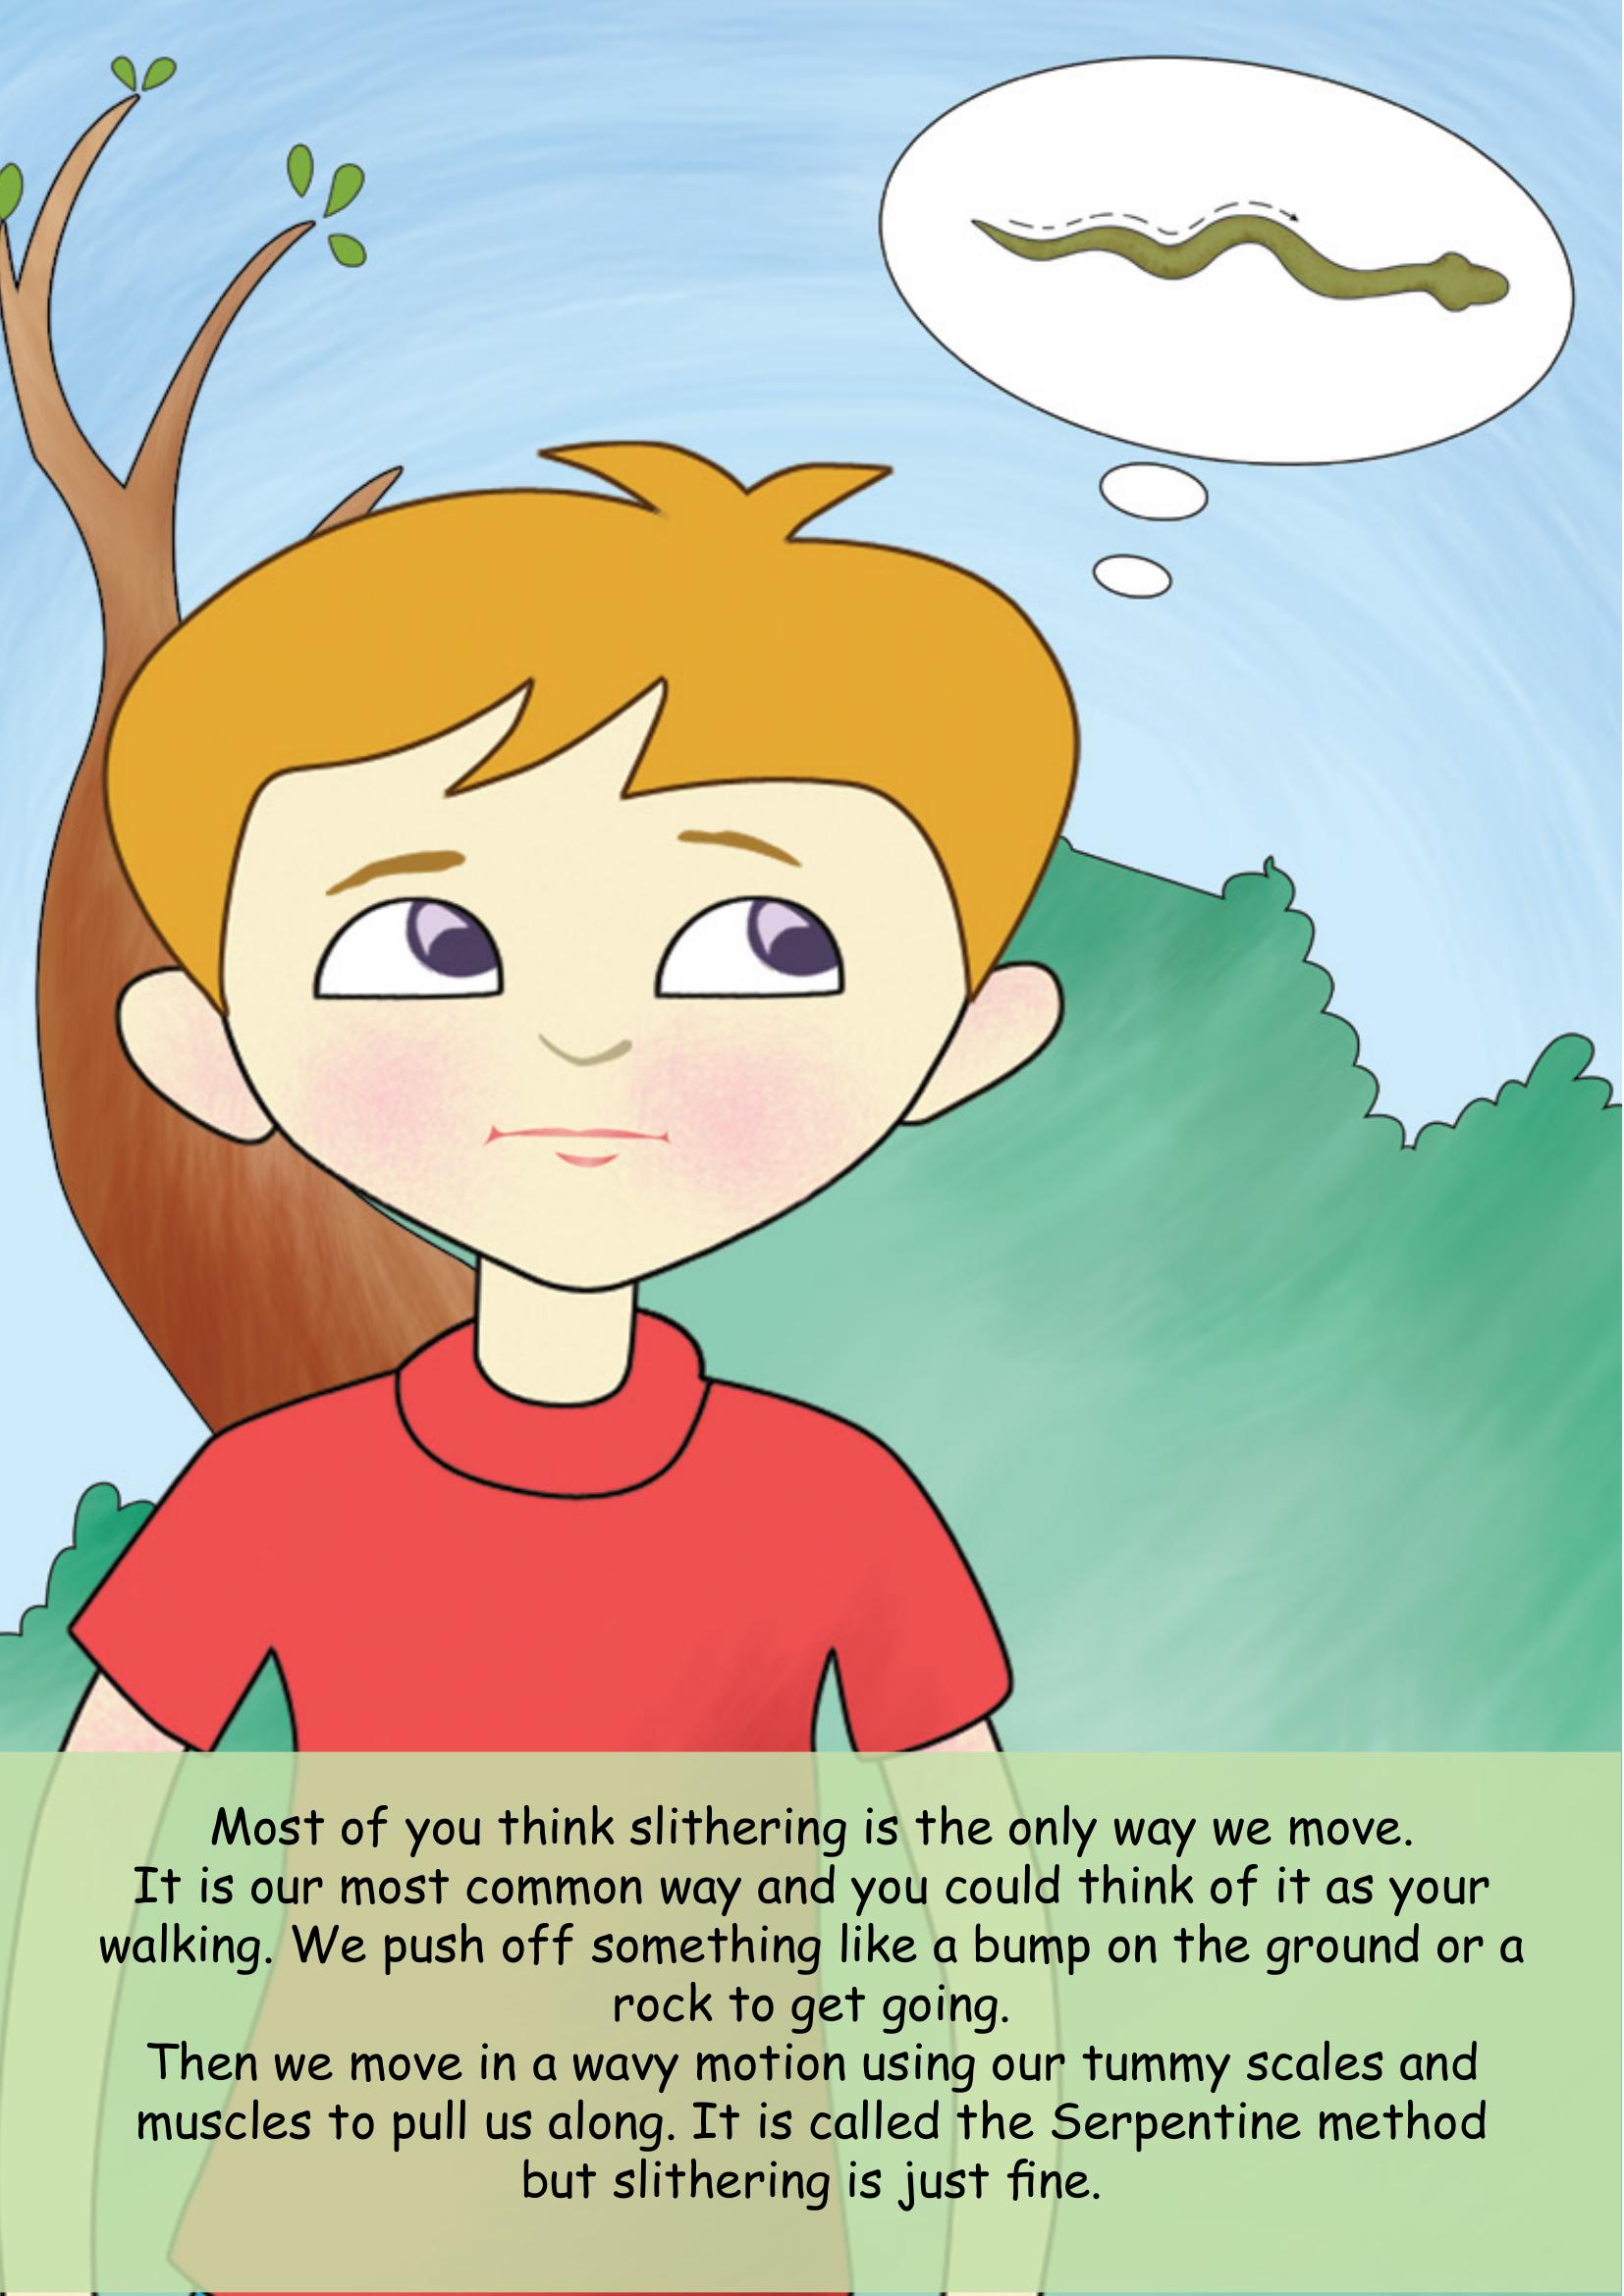 Most of you think slithering is the only way we move.
It is our most common way and you could think of it as your
walking. We push off something like a bump on the ground or a
rock to get going.
Then we move in a wavy motion using our tummy scales and
muscles to pull us along. It is called the Serpentine method
but slithering is just fine.